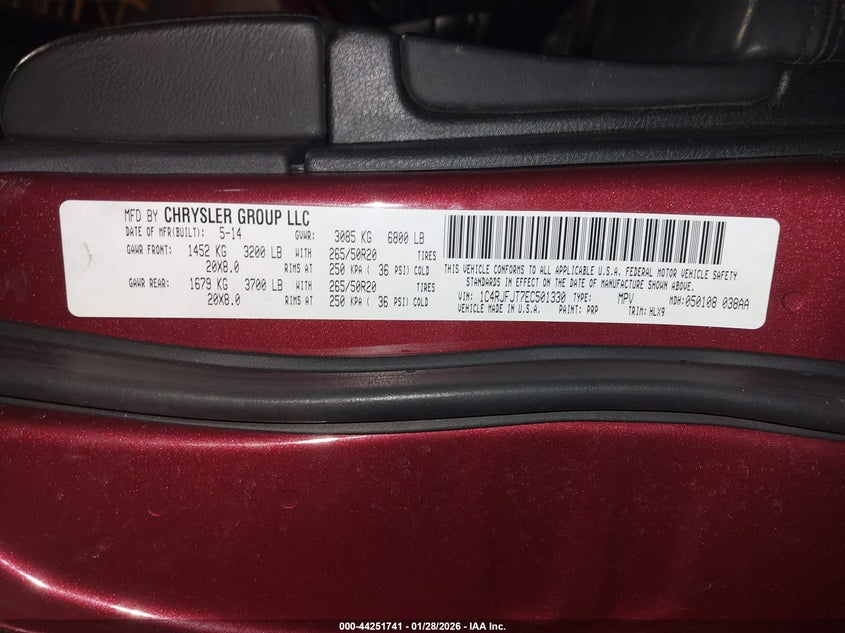 MFD BY CHRYSLER GROUP LLC
DATE OF MFR(BUILT): 5-14 GVWR: 3085 KG 6800 LB
GAWR FRONT: 1452 KG 3200 LB WITH 265/50R20 TIRES
20X8.0 RIMS AT 250 KPA ( 36 PSI) COLD
GAWR REAR: 1679 KG 3700 LB WITH 265/50R20 TIRES
20X8.0 RIMS AT 250 KPA ( 36 PSI) COLD
THIS VEHICLE CONFORMS TO ALL APPLICABLE U.S.A. FEDERAL MOTOR VEHICLE SAFETY
STANDARDS IN EFFECT ON THE DATE OF MANUFACTURE SHOWN ABOVE.
VIN: 1C4RJFJT7EC501330 TYPE: MPV MDH:050108 038AA
VEHICLE MADE IN U.S.A. PAINT: PRP TRIM: HLX9
000-44251741 | 01/28/2026 - IAA Inc.